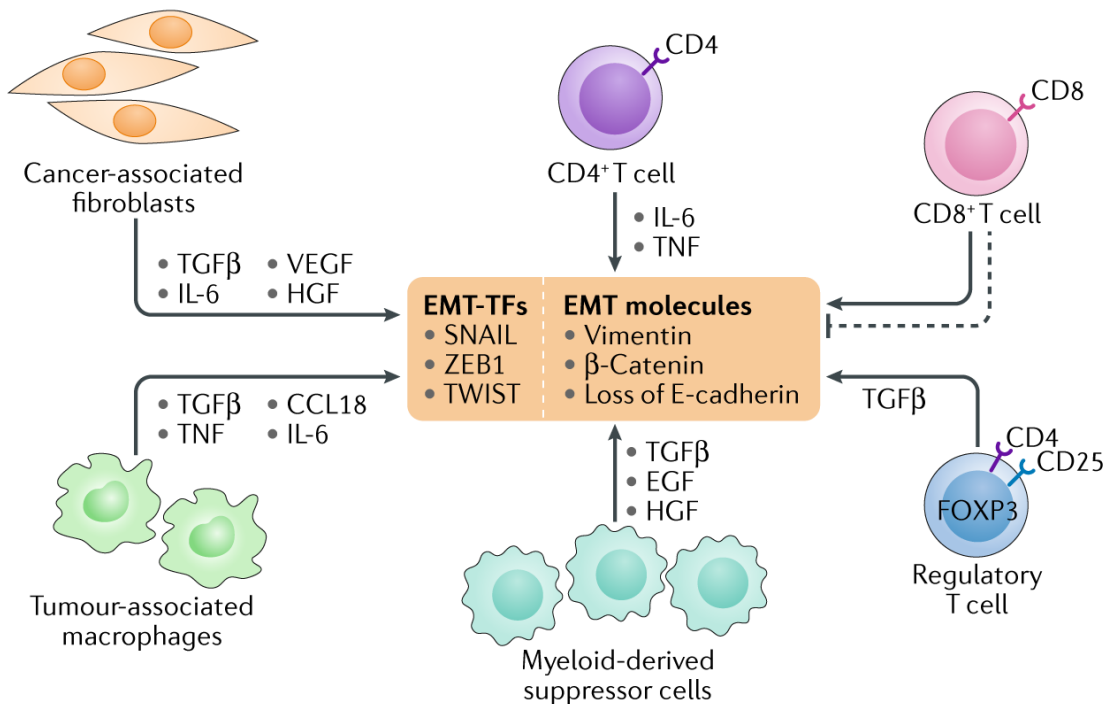 CD4
CD4⁺ T cell
CD8
CD8⁺ T cell
Cancer-associated
fibroblasts
• IL-6
• TNF
• TGFβ • VEGF
• IL-6 • HGF
EMT-TFs
• SNAIL
• ZEB1
• TWIST
EMT molecules
• Vimentin
• β-Catenin
• Loss of E-cadherin
• TGFβ • CCL18
• TNF • IL-6
Tumour-associated
macrophages
• TGFβ
• EGF
• HGF
Myeloid-derived
suppressor cells
TGFβ
CD4
CD25
FOXP3
Regulatory
T cell